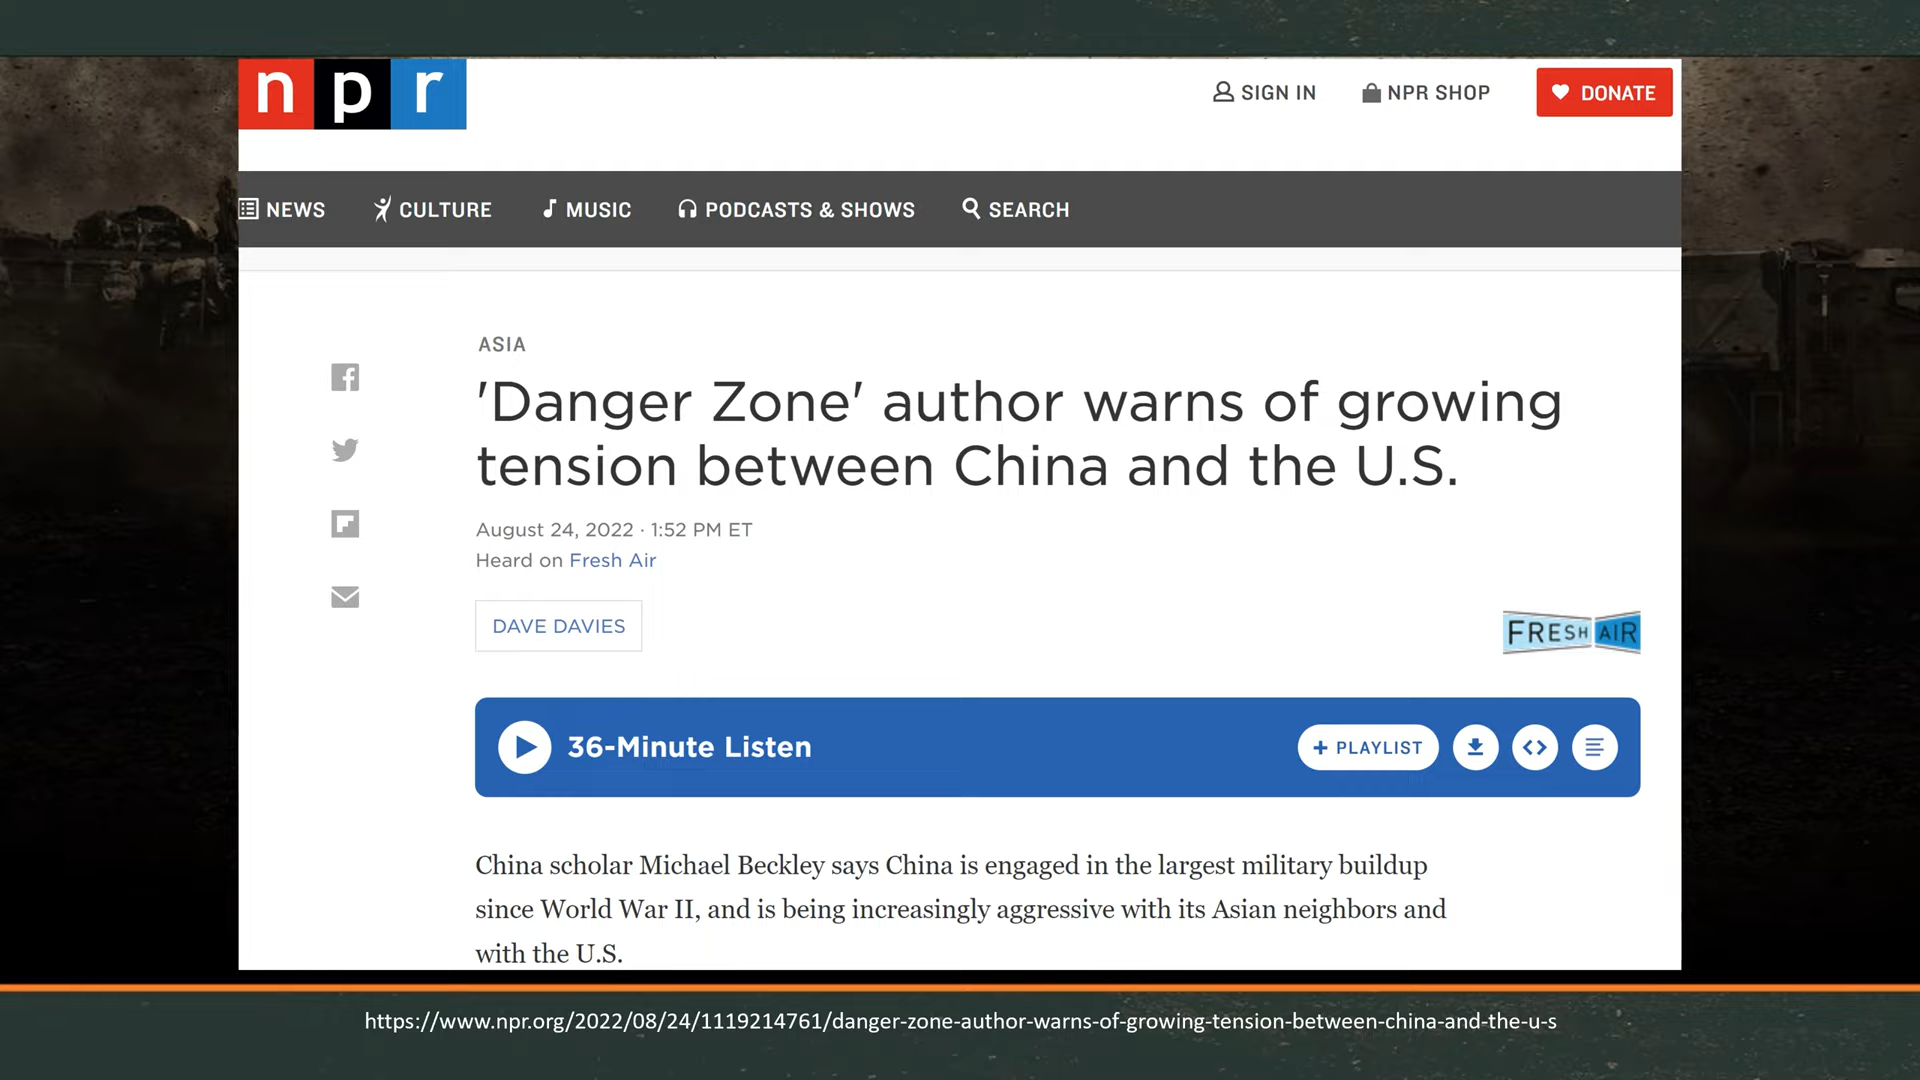 npr
SIGN IN
NPR SHOP
DONATE
NEWS
CULTURE
MUSIC
PODCASTS & SHOWS
SEARCH
ASIA
'Danger Zone' author warns of growing
tension between China and the U.S.
August 24, 2022 · 1:52 PM ET
Heard on Fresh Air
DAVE DAVIES
FRESH AIR
36-Minute Listen
+ PLAYLIST
China scholar Michael Beckley says China is engaged in the largest military buildup
since World War II, and is being increasingly aggressive with its Asian neighbors and
with the U.S.
https://www.npr.org/2022/08/24/1119214761/danger-zone-author-warns-of-growing-tension-between-china-and-the-u-s